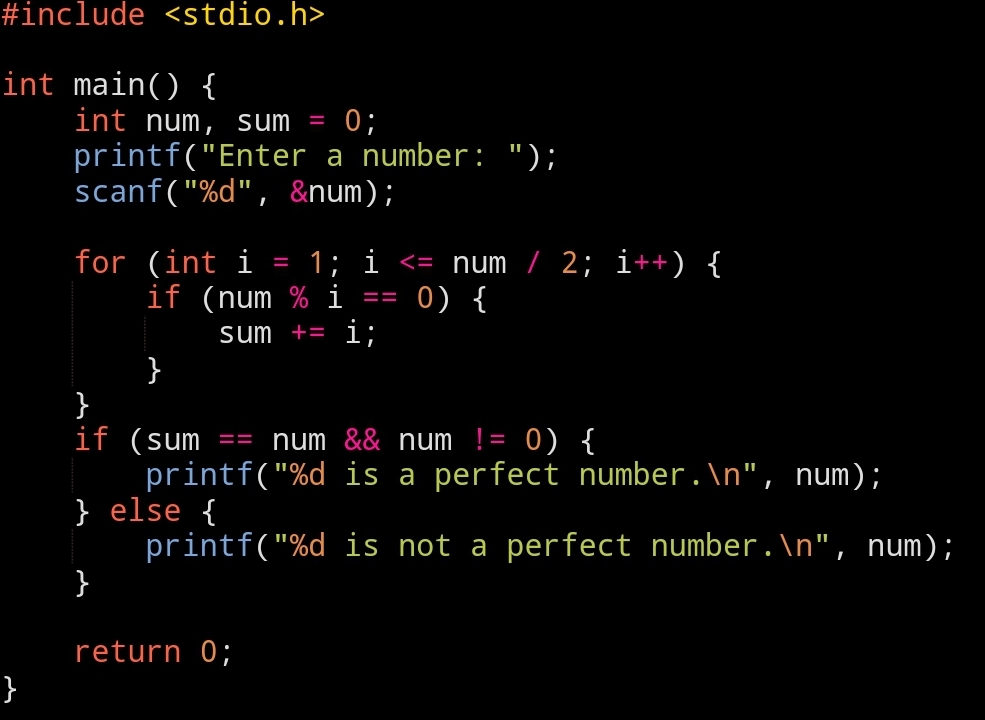 #include <stdio.h>
int main() {
    int num, sum = 0;
    printf("Enter a number: ");
    scanf("%d", &num);
    for (int i = 1; i <= num / 2; i++) {
        if (num % i == 0) {
            sum += i;
        }
    }
    if (sum == num && num != 0) {
        printf("%d is a perfect number.\n", num);
    } else {
        printf("%d is not a perfect number.\n", num);
    }
    return 0;
}